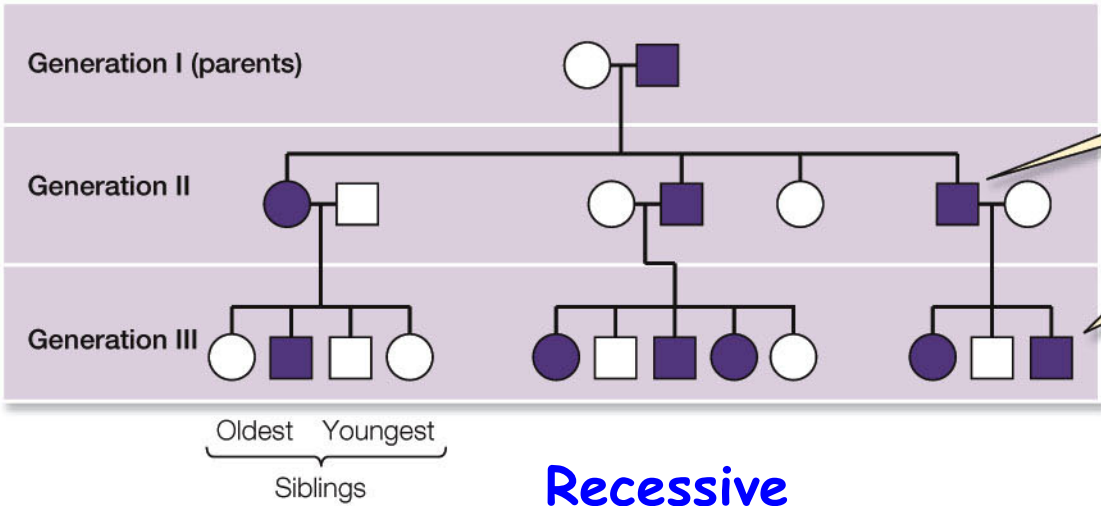 Generation I (parents)
Generation II
Generation III
Oldest Youngest
Siblings
Recessive